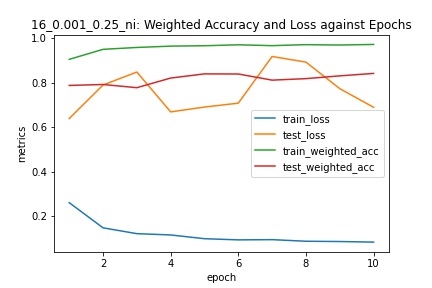 16_0.001_0.25_ni: Weighted Accuracy and Loss against Epochs
1.0
0.8
0.6
0.4
0.2
metrics
train_loss
test_loss
train_weighted_acc
test_weighted_acc
2
4
6
8
10
epoch